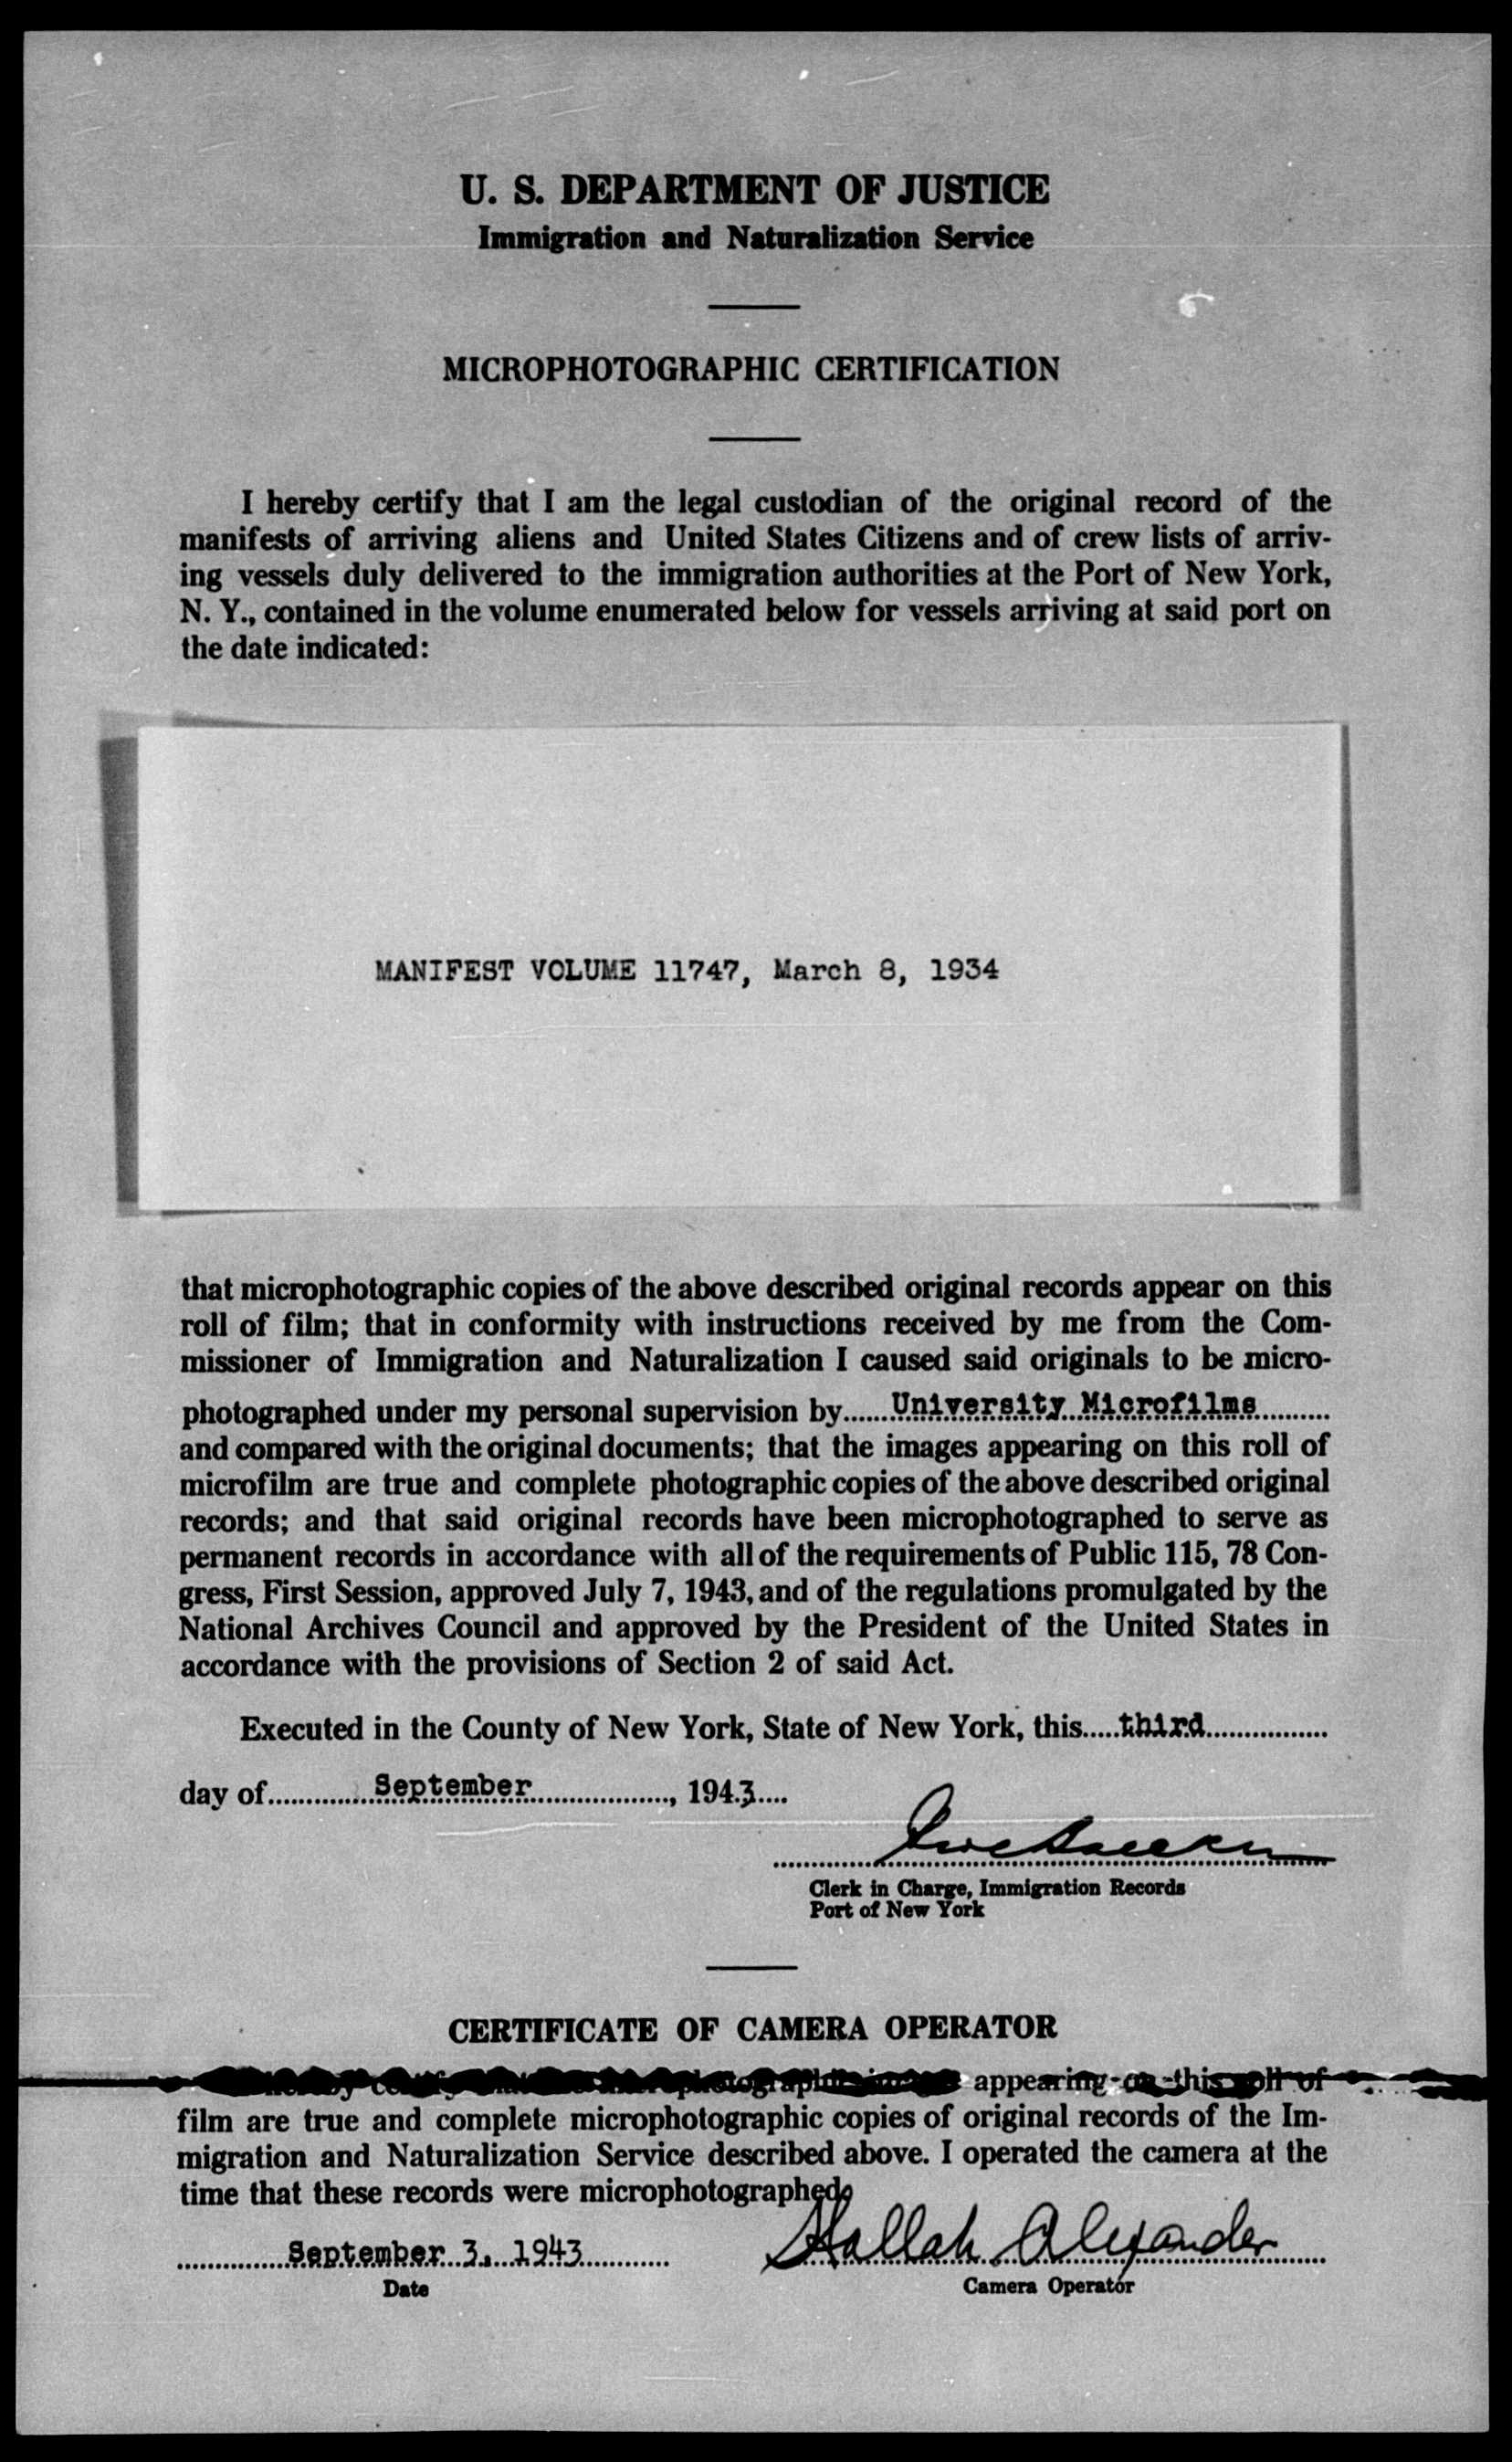 U. S. DEPARTMENT OF JUSTICE
Immigration and Naturalization Service
MICROPHOTOGRAPHIC CERTIFICATION
I hereby certify that I am the legal custodian of the original record of the
manifests of arriving aliens and United States Citizens and of crew lists of arriv-
ing vessels duly delivered to the immigration authorities at the Port of New York,
N. Y., contained in the volume enumerated below for vessels arriving at said port on
the date indicated:
MANIFEST VOLUME 11747, March 8, 1934
that microphotographic copies of the above described original records appear on this
roll of film; that in conformity with instructions received by me from the Com-
missioner of Immigration and Naturalization I caused said originals to be micro-
photographed under my personal supervision by......University Microfilms..........
and compared with the original documents; that the images appearing on this roll of
microfilm are true and complete photographic copies of the above described original
records; and that said original records have been microphotographed to serve as
permanent records in accordance with all of the requirements of Public 115, 78 Con-
gress, First Session, approved July 7, 1943, and of the regulations promulgated by the
National Archives Council and approved by the President of the United States in
accordance with the provisions of Section 2 of said Act.
Executed in the County of New York, State of New York, this.....third.................
day of..............September...................., 194.3....
Clerk in Charge, Immigration Records
Port of New York
CERTIFICATE OF CAMERA OPERATOR
appearing on this roll of
film are true and complete microphotographic copies of original records of the Im-
migration and Naturalization Service described above. I operated the camera at the
time that these records were microphotographed.
..............September 3, 1943............
Alexander
Date
Camera Operator